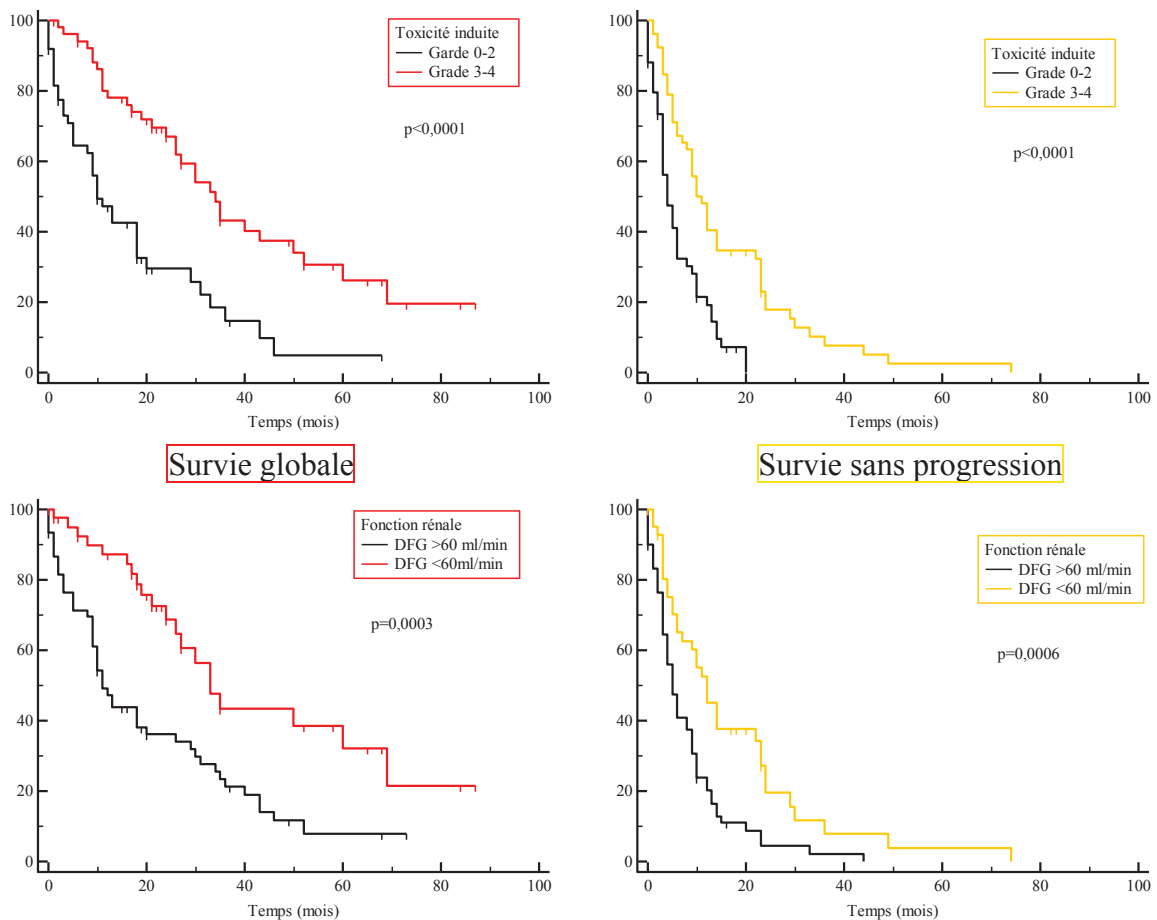 100
80
60
40
20
0
0 20 40 60 80 100
Temps (mois)
Toxicité induite
Garde 0-2
Grade 3-4
p<0,0001
100
80
60
40
20
0
0 20 40 60 80 100
Temps (mois)
Toxicité induite
Grade 0-2
Grade 3-4
p<0,0001
Survie globale
Survie sans progression
100
80
60
40
20
0
0 20 40 60 80 100
Temps (mois)
Fonction rénale
DFG >60 ml/min
DFG <60ml/min
p=0,0003
100
80
60
40
20
0
0 20 40 60 80 100
Temps (mois)
Fonction rénale
DFG >60 ml/min
DFG <60 ml/min
p=0,0006